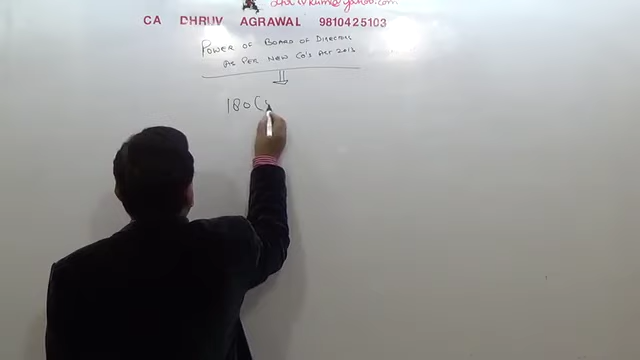 CA DHRUV AGRAWAL 9810425103
POWER OF BOARD OF DIRECTORS
AS PER NEW CO'S ACT 2013
180(